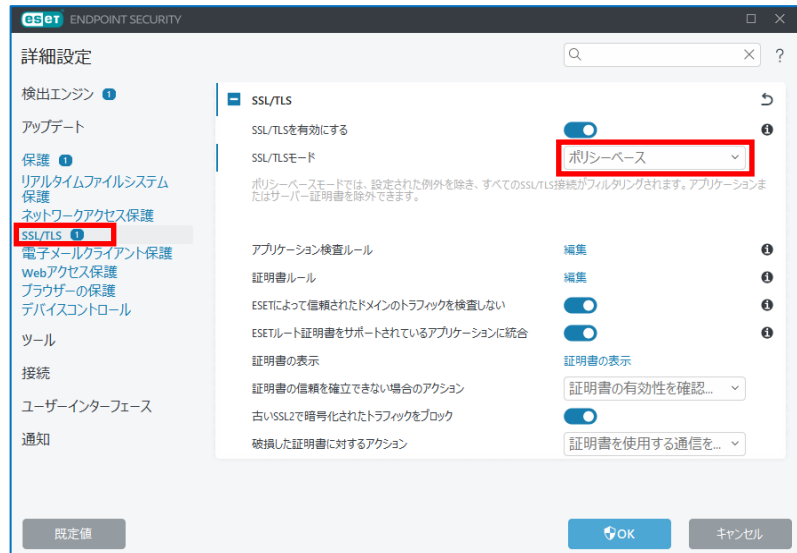 eset ENDPOINT SECURITY
詳細設定
?
検出エンジン 1
アップデート
保護 1
リアルタイムファイルシステム
保護
ネットワークアクセス保護
SSL/TLS 1
電子メールクライアント保護
Webアクセス保護
ブラウザーの保護
デバイスコントロール
ツール
接続
ユーザーインターフェース
通知
SSL/TLS
SSL/TLSを有効にする
SSL/TLSモード ポリシーベース
ポリシーベースモードでは、設定された例外を除き、すべてのSSL/TLS接続がフィルタリングされます。アプリケーションま
たはサーバー証明書を除外できます。
アプリケーション検査ルール 編集
証明書ルール 編集
ESETによって信頼されたドメインのトラフィックを検査しない
ESETルート証明書をサポートされているアプリケーションに統合
証明書の表示 証明書の表示
証明書の信頼を確立できない場合のアクション 証明書の有効性を確認...
古いSSL2で暗号化されたトラフィックをブロック
破損した証明書に対するアクション 証明書を使用する通信を...
既定値 OK キャンセル